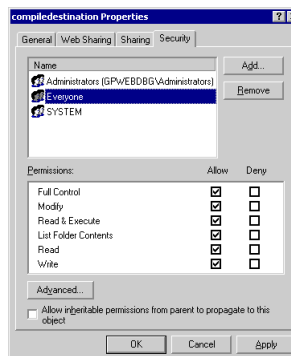 compiledestination Properties
General Web Sharing Sharing Security
Name
Administrators (GPWEBDBG\Administrators)
Everyone
SYSTEM
Add...
Remove
Permissions: Allow Deny
Full Control
Modify
Read & Execute
List Folder Contents
Read
Write
Advanced...
Allow inheritable permissions from parent to propagate to this
object
OK Cancel Apply